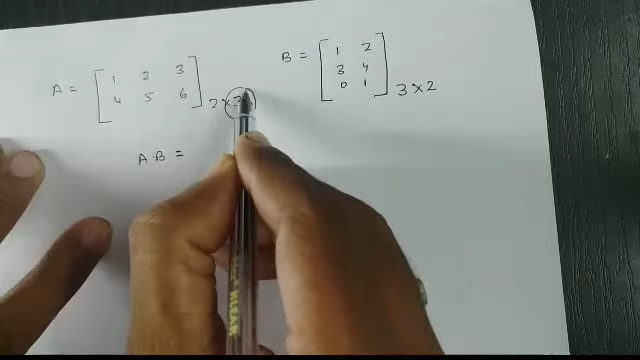 A = [ 1 2 3
4 5 6 ] 2 × 3
B = [ 1 2
3 4
0 1 ] 3 × 2
A·B =